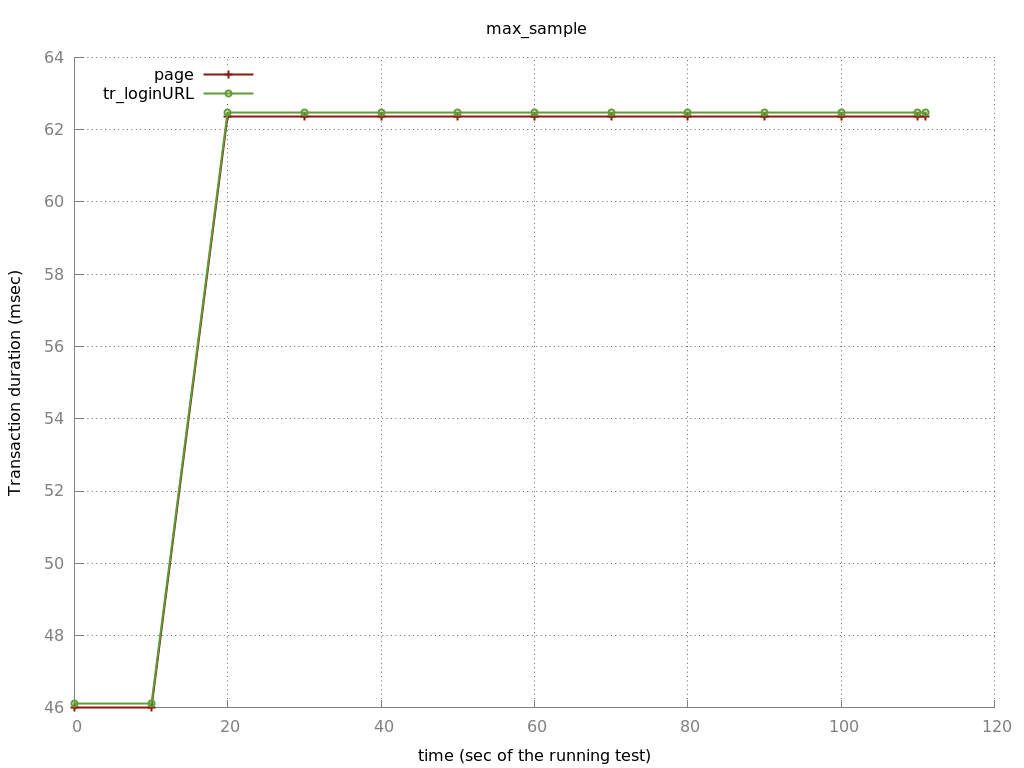 max_sample
64
page
tr_loginURL
62
60
58
56
54
52
50
48
46
0 20 40 60 80 100 120
Transaction duration (msec)
time (sec of the running test)